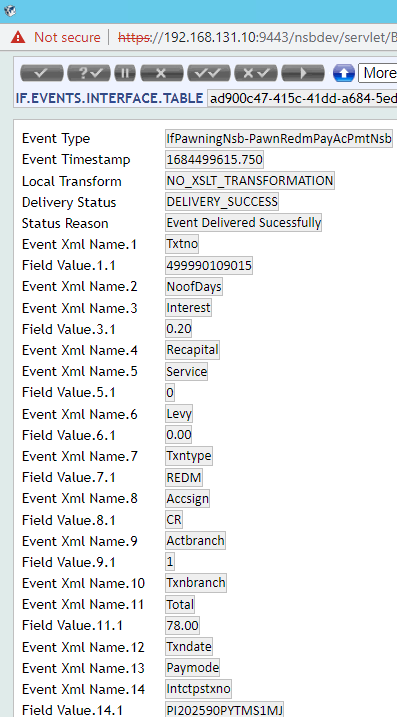 Not secure | https://192.168.131.10:9443/nsbdev/servlet/B
More
IF.EVENTS.INTERFACE.TABLE ad900c47-415c-41dd-a684-5ed
Event Type IfPawningNsb-PawnRedmPayAcPmtNsb
Event Timestamp 1684499615.750
Local Transform NO_XSLT_TRANSFORMATION
Delivery Status DELIVERY_SUCCESS
Status Reason Event Delivered Sucessfully
Event Xml Name.1 Txtno
Field Value.1.1 499990109015
Event Xml Name.2 NoofDays
Event Xml Name.3 Interest
Field Value.3.1 0.20
Event Xml Name.4 Recapital
Event Xml Name.5 Service
Field Value.5.1 0
Event Xml Name.6 Levy
Field Value.6.1 0.00
Event Xml Name.7 Txntype
Field Value.7.1 REDM
Event Xml Name.8 Accsign
Field Value.8.1 CR
Event Xml Name.9 Actbranch
Field Value.9.1 1
Event Xml Name.10 Txnbranch
Event Xml Name.11 Total
Field Value.11.1 78.00
Event Xml Name.12 Txndate
Event Xml Name.13 Paymode
Event Xml Name.14 Intctpstxno
Field Value.14.1 PI202590PYTMS1MJ